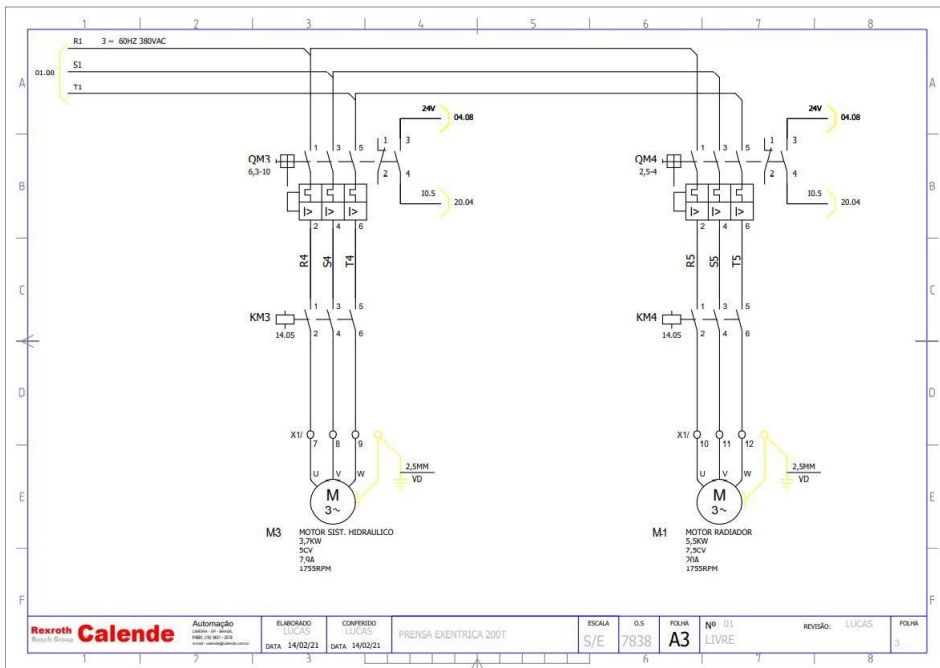 1 2 3 4 5 6 7 8
R1 3 ~ 60HZ 380VAC
S1
T1
01.08
A A
24V 04.08
24V 04.08
QM3
6,3-10
1 3 5 1 3
2 4
I> I> I>
2 4 6
I0.5 20.04
QM4
2,5-4
1 3 5 1 3
2 4
I> I> I>
2 4 6
I0.5 20.04
B B
R4 S4 T4
R5 S5 T5
C C
KM3
14.05
1 3 5
2 4 6
KM4
14.05
1 3 5
2 4 6
D D
X1/ 7 8 9
X1/ 10 11 12
U V W
M
3~
2,5MM
VD
U V W
M
3~
2,5MM
VD
E E
M3 MOTOR SIST. HIDRAULICO
3,7KW
5CV
7,9A
1755RPM
M1 MOTOR RADIADOR
5,5KW
7,5CV
20A
1755RPM
F F
Rexroth
Bosch Group
Calende
Automação
ELABORADO
LUCAS
DATA 14/02/21
CONFERIDO
LUCAS
DATA 14/02/21
PRENSA EXENTRICA 200T
ESCALA
S/E
O.S
7838
FOLHA
A3
Nº 01
LIVRE
REVISÃO: LUCAS
FOLHA
3
1 2 3 4 5 6 7 8